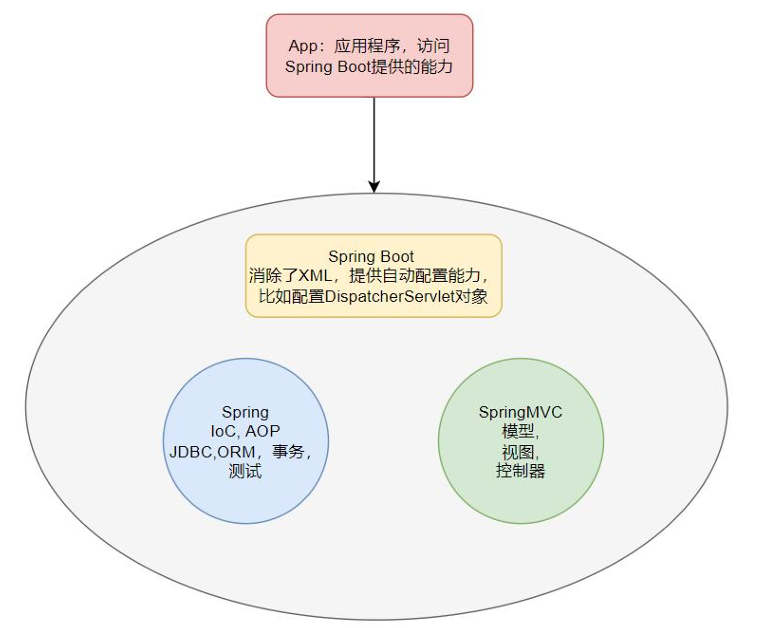 App：应用程序，访问
Spring Boot提供的能力
Spring Boot
消除了XML，提供自动配置能力，
比如配置DispatcherServlet对象
Spring
IoC, AOP
JDBC,ORM，事务，
测试
SpringMVC
模型,
视图,
控制器